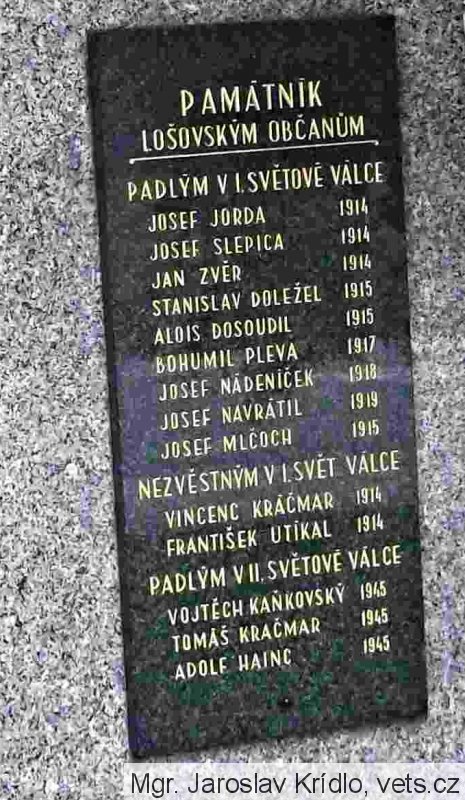 PAMÁTNÍK
LOŠOVSKÝM OBČANŮM
PADLÝM V I. SVĚTOVÉ VÁLCE
JOSEF JORDA 1914
JOSEF SLEPICA 1914
JAN ZVĚR 1914
STANISLAV DOLEŽEL 1915
ALOIS DOSOUDIL 1915
BOHUMIL PLEVA 1917
JOSEF NÁDENÍČEK 1918
JOSEF NAVRÁTIL 1919
JOSEF MLČOCH 1915
NEZVĚSTNÝM V I. SVĚT VÁLCE
VINCENC KRÁČMAR 1914
FRANTIŠEK UTÍKAL 1914
PADLÝM V II. SVĚTOVÉ VÁLCE
VOJTĚCH KAŇKOVSKÝ 1945
TOMÁŠ KRAČMAR 1945
ADOLF HAINC 1945
Mgr. Jaroslav Krídlo, vets.cz